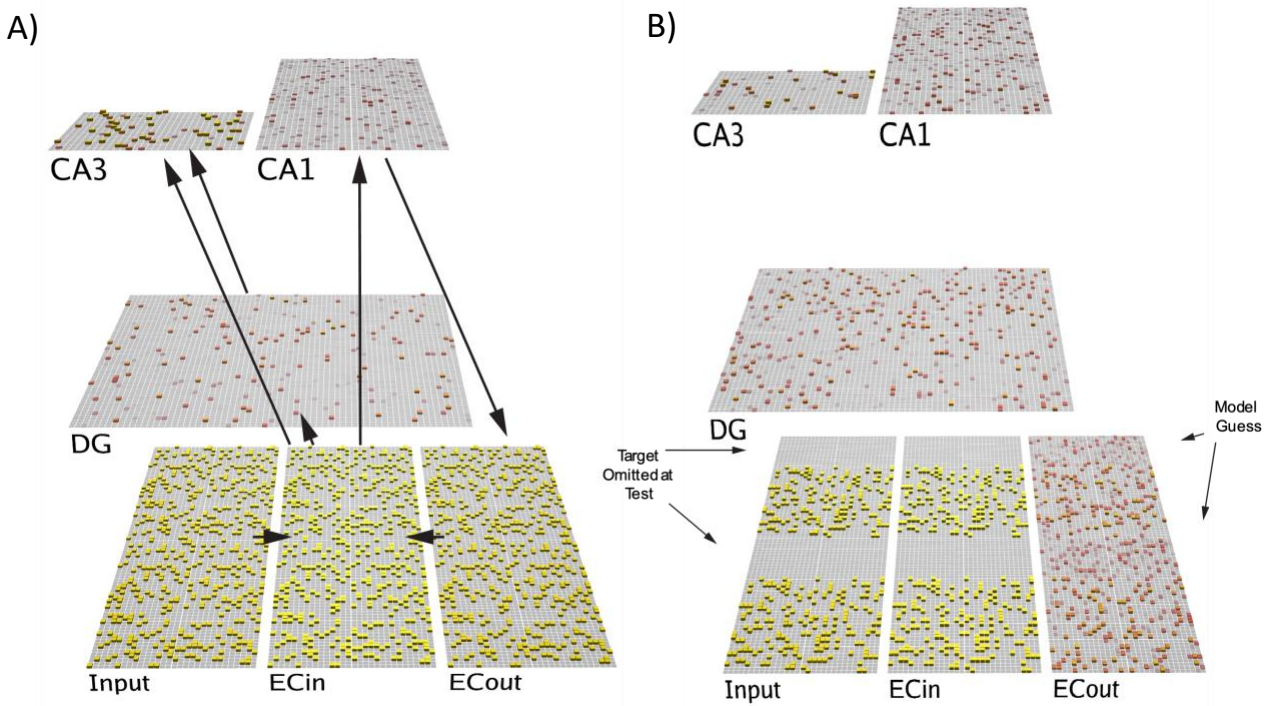 A)
CA3
CA1
DG
Input
ECin
ECout
B)
CA3
CA1
DG
Target
Omitted at
Test
Model
Guess
Input
ECin
ECout